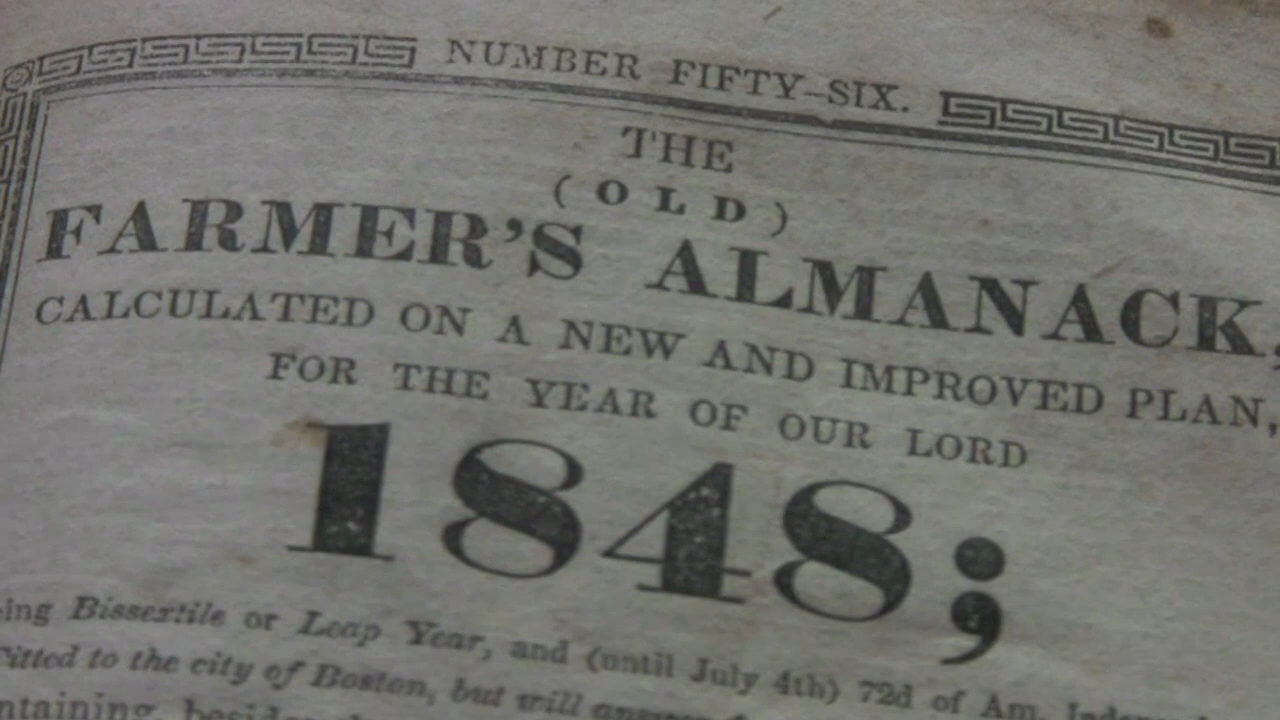 NUMBER FIFTY-SIX.
THE
(OLD)
FARMER'S ALMANACK,
CALCULATED ON A NEW AND IMPROVED PLAN,
FOR THE YEAR OF OUR LORD
1848;
Bissextile or Leap Year, and (until July 4th) 72d of Am.
Fitted to the city of Boston, but will